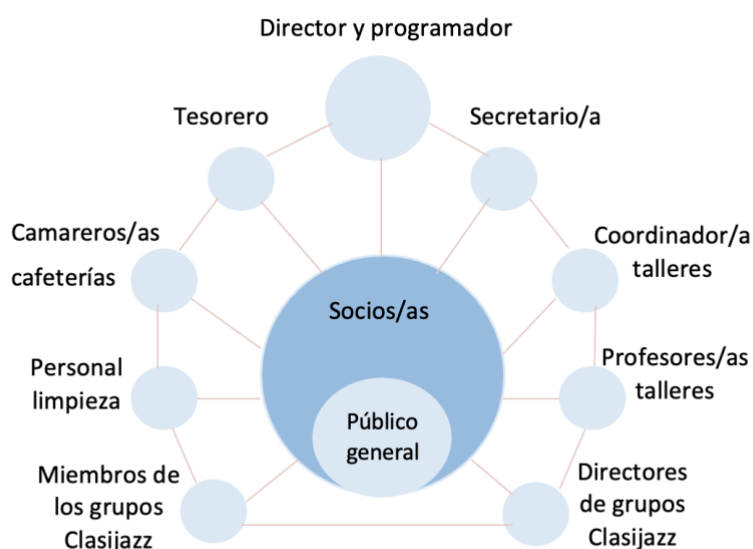 Director y programador
Tesorero
Secretario/a
Camareros/as
cafeterías
Coordinador/a
talleres
Socios/as
Personal
limpieza
Profesores/as
talleres
Público
general
Miembros de
los grupos
Clasijazz
Directores
de grupos
Clasijazz